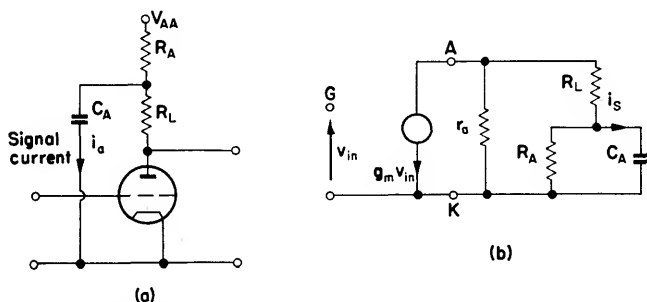 V_AA
R_A
C_A
R_L
Signal
current
i_a
(a)
A
G
R_L
i_s
r_a
R_A
C_A
v_in
g_m v_in
K
(b)